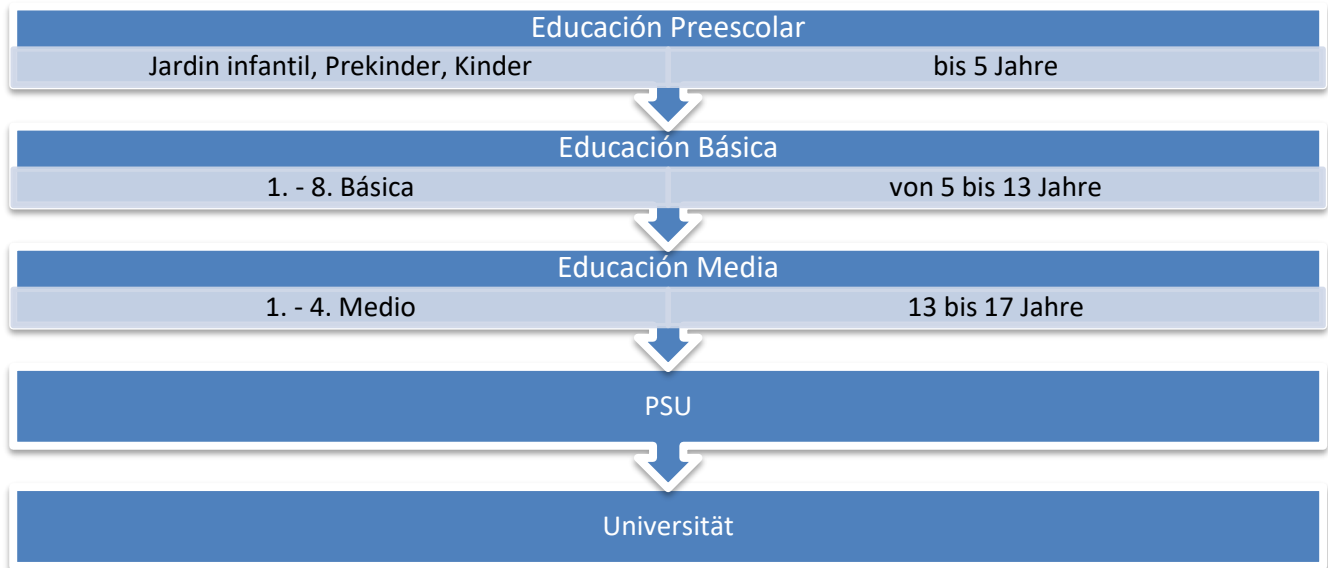 Educación Preescolar
Jardin infantil, Prekinder, Kinder bis 5 Jahre
Educación Básica
1. - 8. Básica von 5 bis 13 Jahre
Educación Media
1. - 4. Medio 13 bis 17 Jahre
PSU
Universität